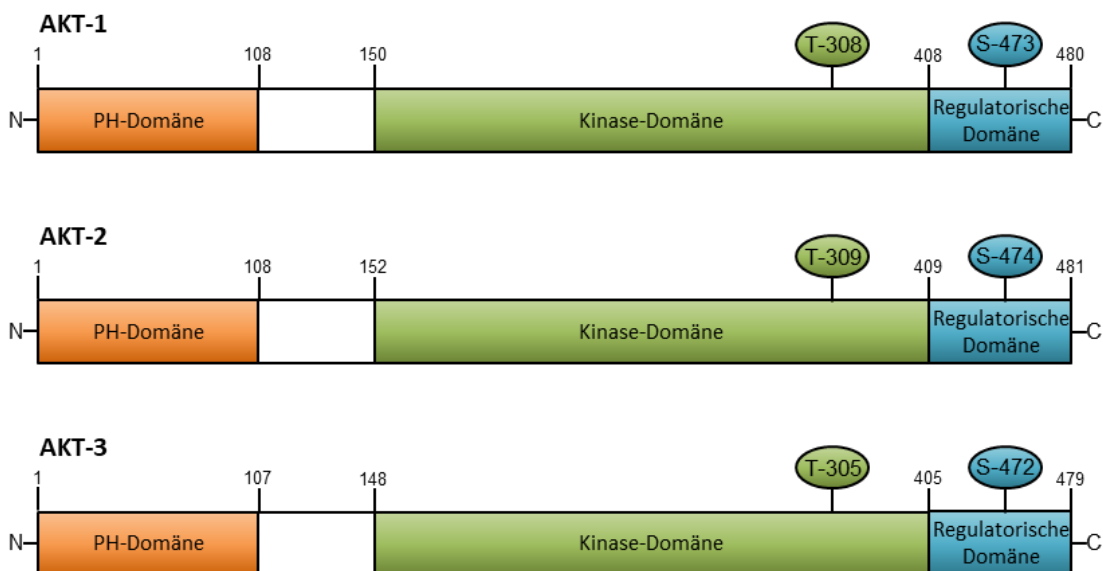 AKT-1
1 108 150 T-308 408 S-473 480
N PH-Domäne Kinase-Domäne Regulatorische Domäne C
AKT-2
1 108 152 T-309 409 S-474 481
N PH-Domäne Kinase-Domäne Regulatorische Domäne C
AKT-3
1 107 148 T-305 405 S-472 479
N PH-Domäne Kinase-Domäne Regulatorische Domäne C